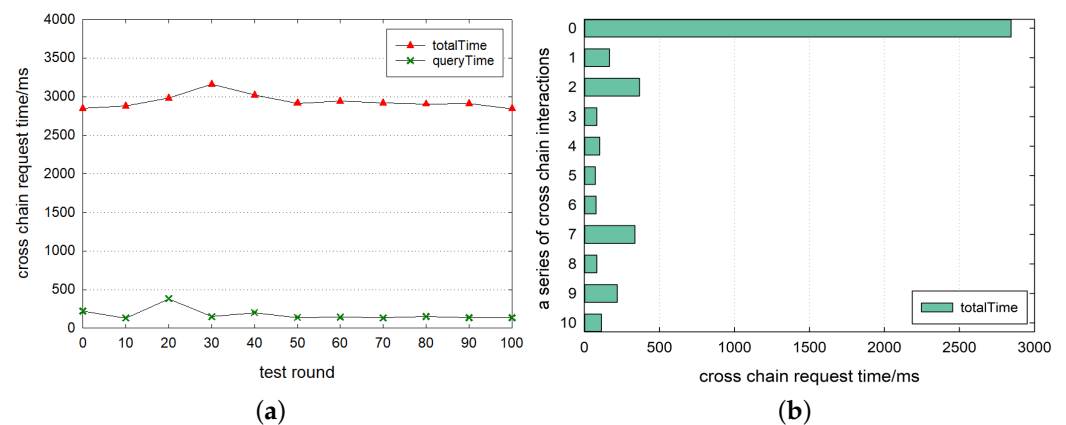 4000
3500
3000
2500
2000
1500
1000
500
0
cross chain request time/ms
totalTime
queryTime
0 10 20 30 40 50 60 70 80 90 100
test round
(a)
a series of cross chain interactions
0
1
2
3
4
5
6
7
8
9
10
totalTime
0 500 1000 1500 2000 2500 3000
cross chain request time/ms
(b)